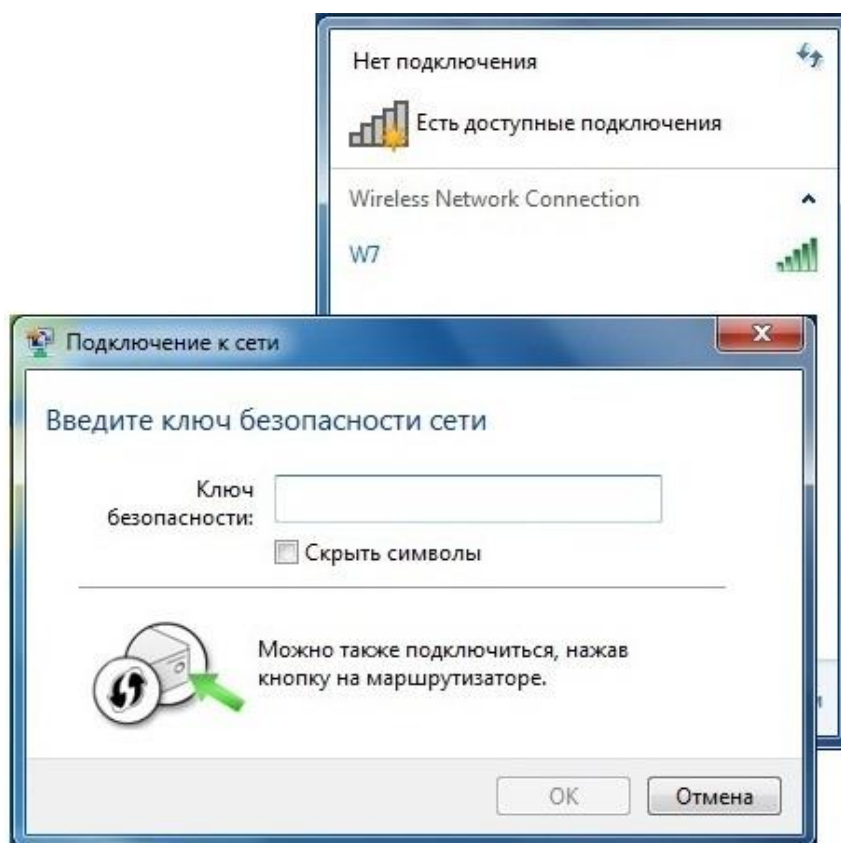 Нет подключения
Есть доступные подключения
Wireless Network Connection
W7
Подключение к сети
Введите ключ безопасности сети
Ключ
безопасности:
Скрыть символы
Можно также подключиться, нажав
кнопку на маршрутизаторе.
OK
Отмена